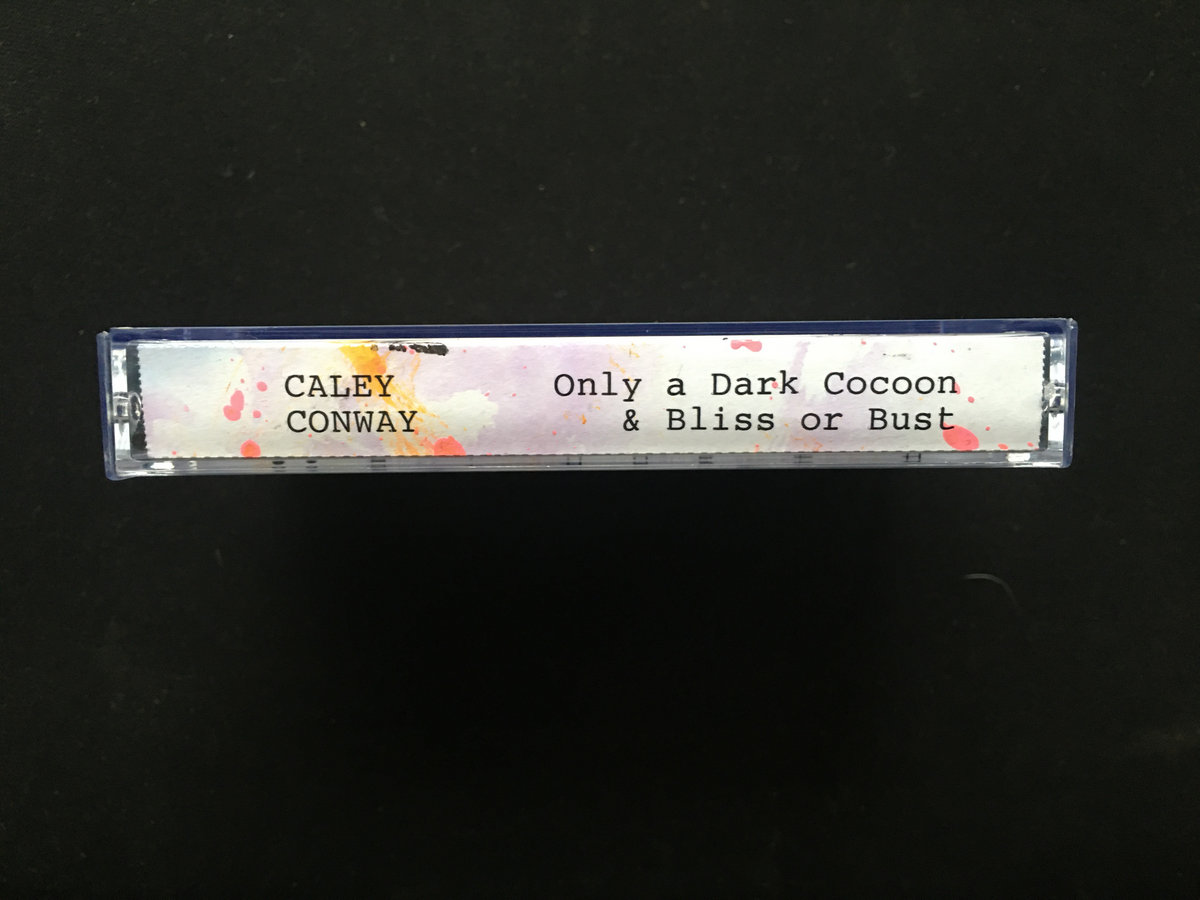 CALEY
CONWAY
Only a Dark Cocoon
& Bliss or Bust